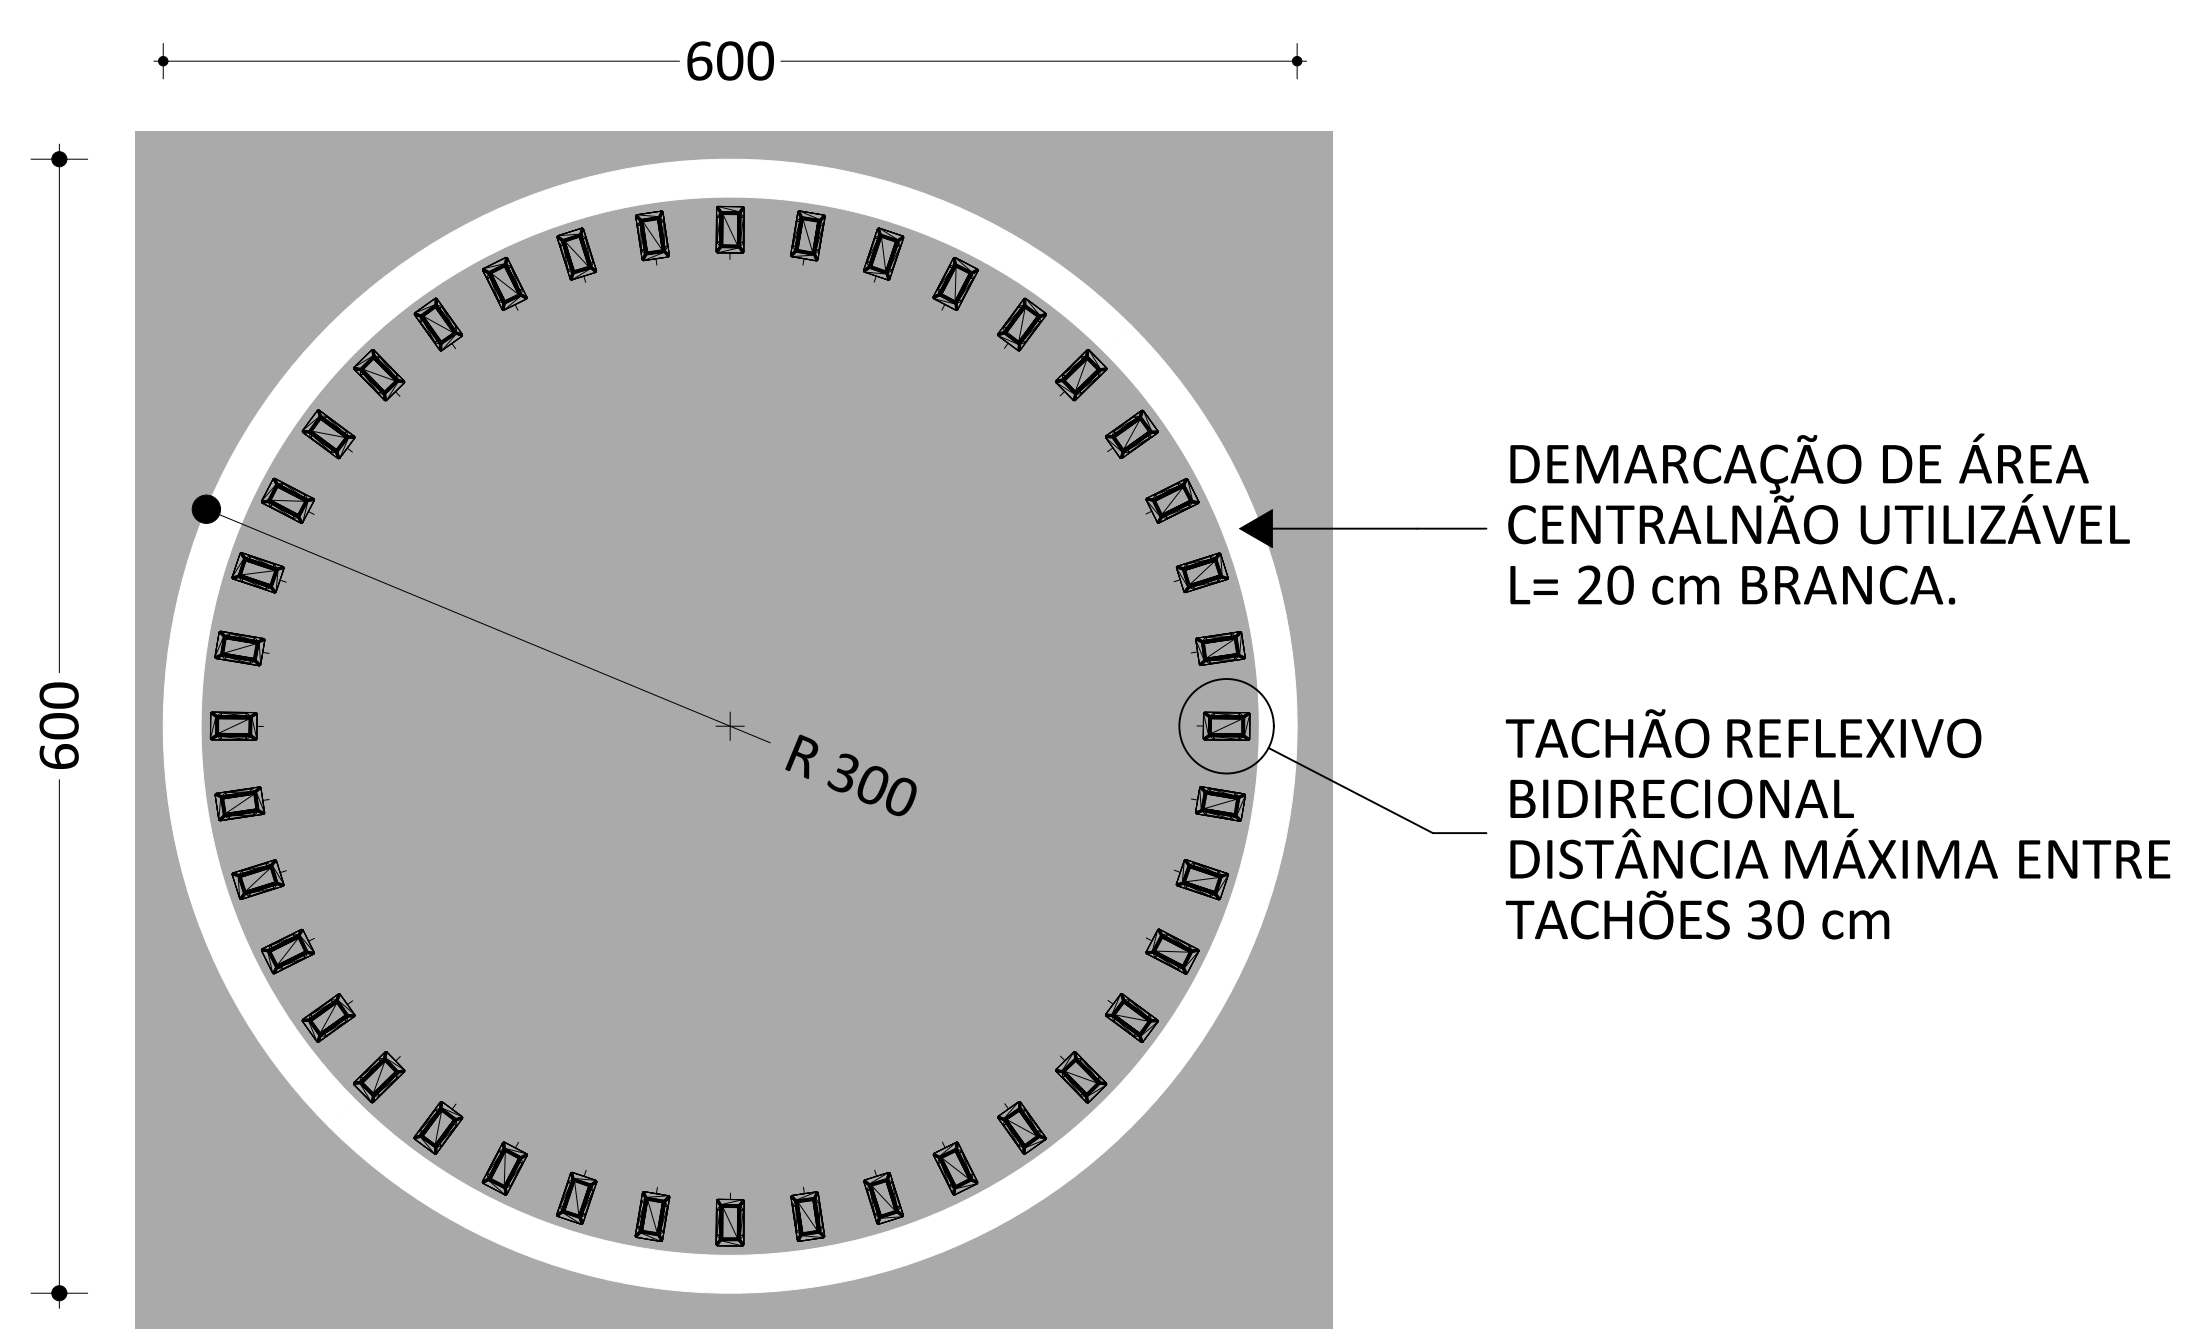 600
600
R 300
DEMARCAÇÃO DE ÁREA
CENTRALNÃO UTILIZÁVEL
L= 20 cm BRANCA.
TACHÃO REFLEXIVO
BIDIRECIONAL
DISTÂNCIA MÁXIMA ENTRE
TACHÕES 30 cm